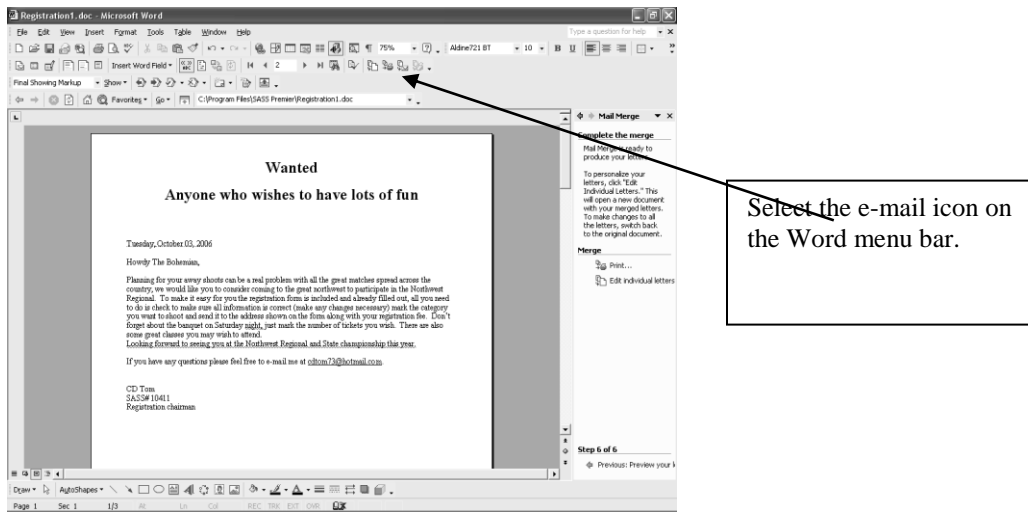 Registration1.doc - Microsoft Word
File Edit View Insert Format Tools Table Window Help Type a question for help
75% Aldine721 BT 10 B U
Insert Word Field 2
Final Showing Markup Show
Favorites Go C:\Program Files\SASS Premier\Registration1.doc
Mail Merge
Complete the merge
Mail Merge is ready to
produce your letters.
To personalize your
letters, click "Edit
Individual Letters." This
will open a new document
with your merged letters.
To make changes to all
the letters, switch back
to the original document.
Merge
Print...
Edit individual letters
Step 6 of 6
Previous: Preview your l
Wanted
Anyone who wishes to have lots of fun
Tuesday, October 03, 2006
Howdy The Bohemian,
Planning for your away shoots can be a real problem with all the great matches spread across the
country, we would like you to consider coming to the great northwest to participate in the Northwest
Regional. To make it easy for you the registration form is included and already filled out, all you need
to do is check to make sure all information is correct (make any changes necessary) mark the category
you want to shoot and send it to the address shown on the form along with your registration fee. Don't
forget about the banquet on Saturday night, just mark the number of tickets you wish. There are also
some great classes you may wish to attend.
Looking forward to seeing you at the Northwest Regional and State championship this year.
If you have any questions please feel free to e-mail me at cdtom73@hotmail.com.
CD Tom
SASS# 10411
Registration chairman
Draw AutoShapes
Page 1 Sec 1 1/3 At Ln Col REC TRK EXT OVR
Select the e-mail icon on
the Word menu bar.